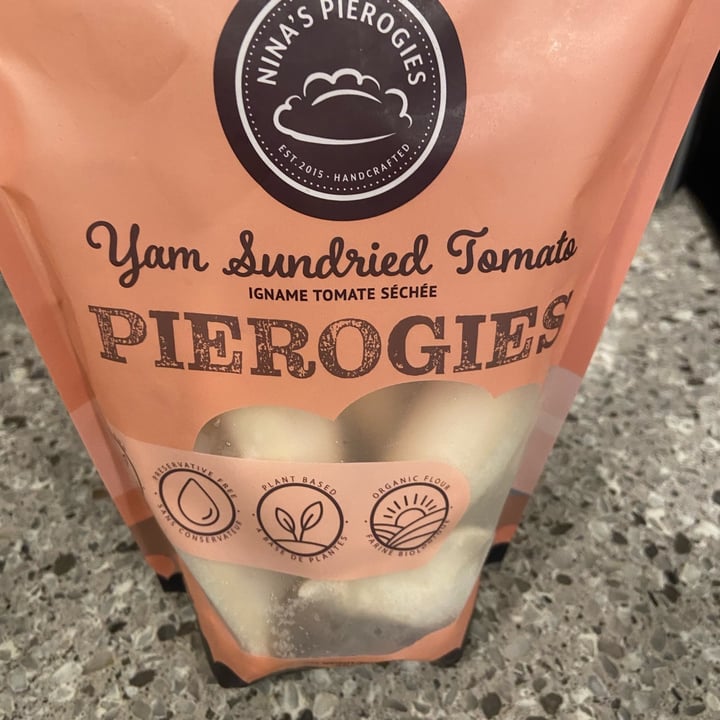 NINA'S PIEROGIES
EST. 2015 · HANDCRAFTED
Yam Sundried Tomato
IGNAME TOMATE SÉCHÉE
PIEROGIES
PRESERVATIVE FREE
SANS CONSERVATEUR
PLANT BASED
À BASE DE PLANTES
ORGANIC FLOUR
FARINE